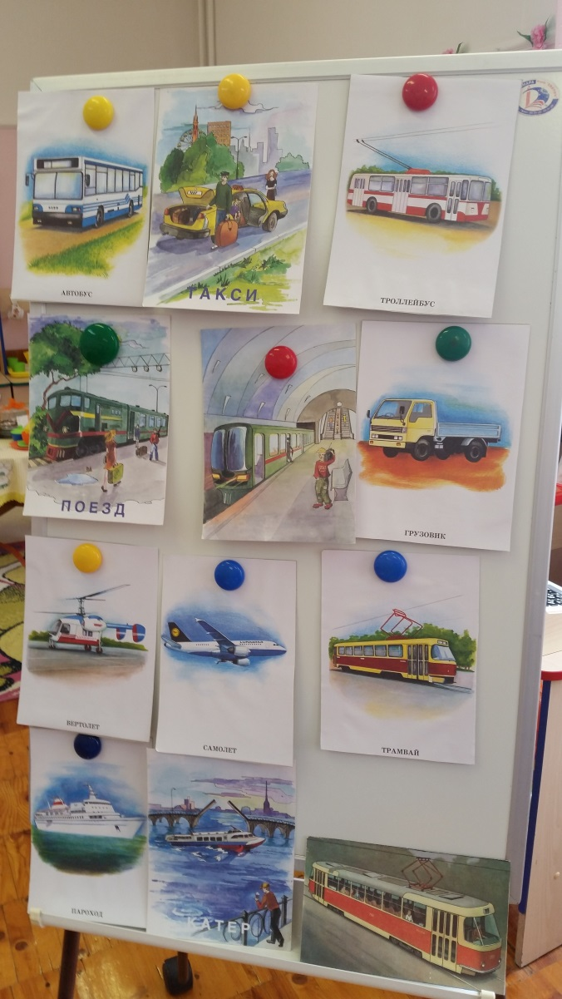 АВТОБУС
ТАКСИ
ТРОЛЛЕЙБУС
ПОЕЗД
ГРУЗОВИК
ВЕРТОЛЕТ
САМОЛЕТ
ТРАМВАЙ
ПАРОХОД
КАТЕР